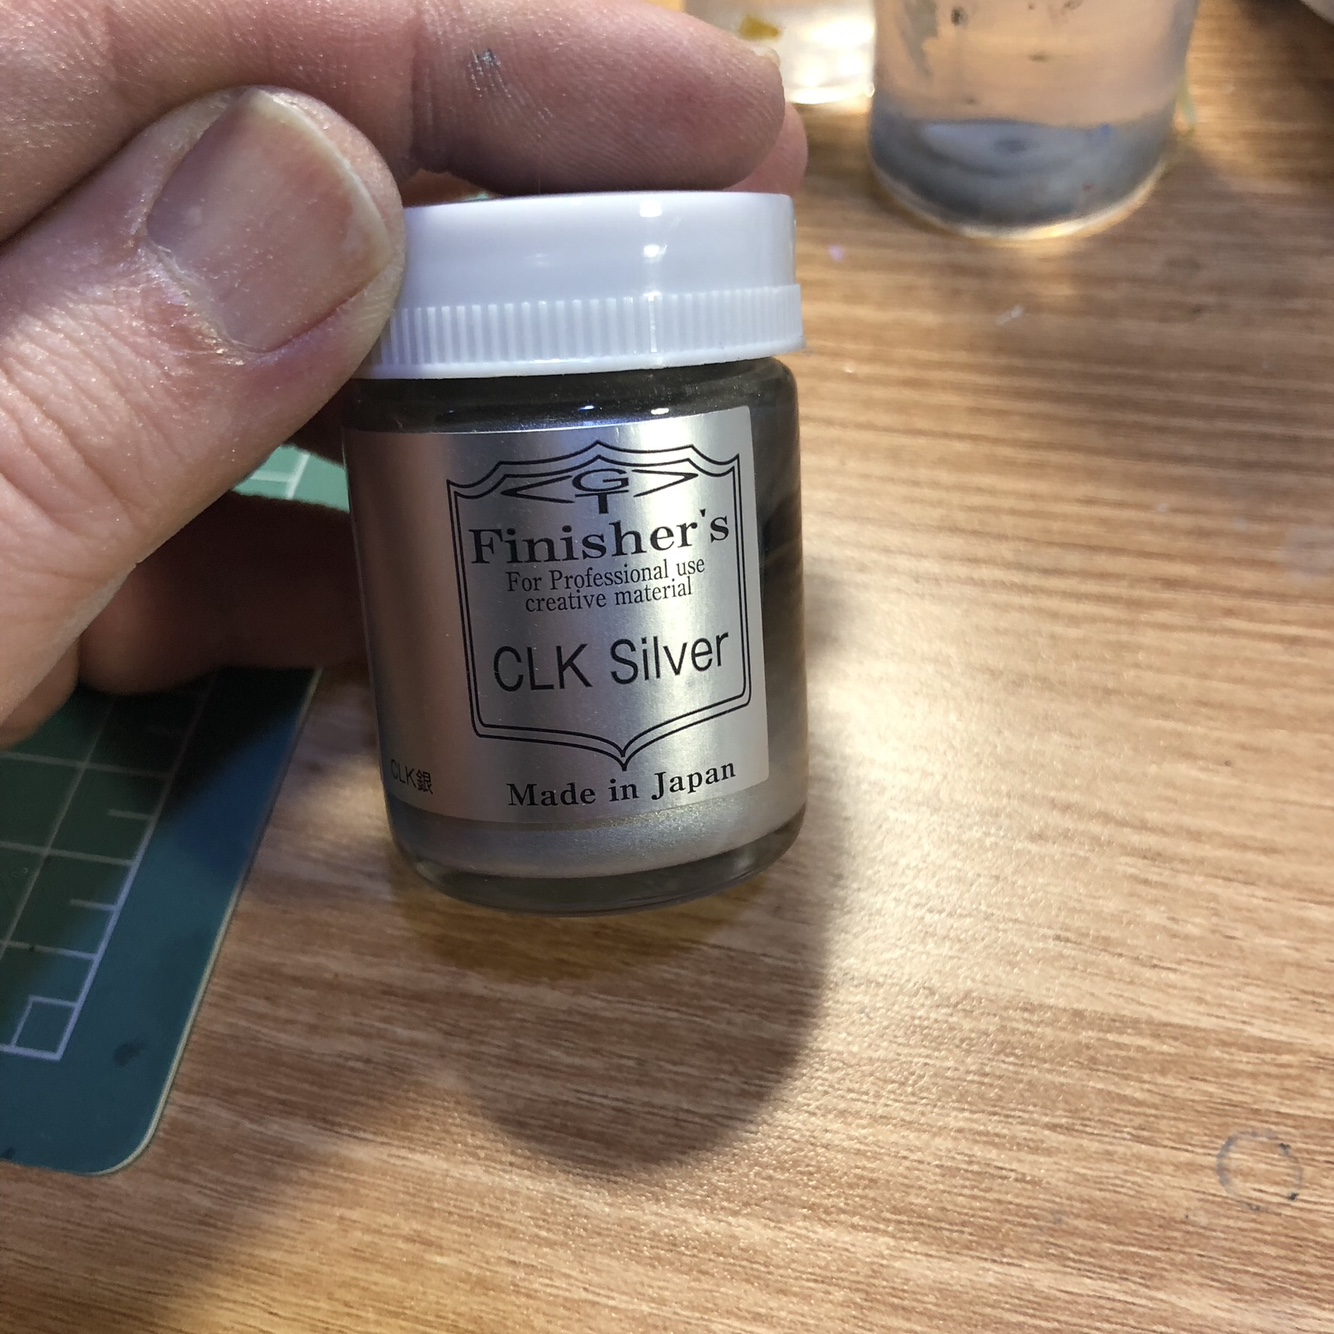 GT
Finisher's
For Professional use
creative material
CLK Silver
CLK銀
Made in Japan